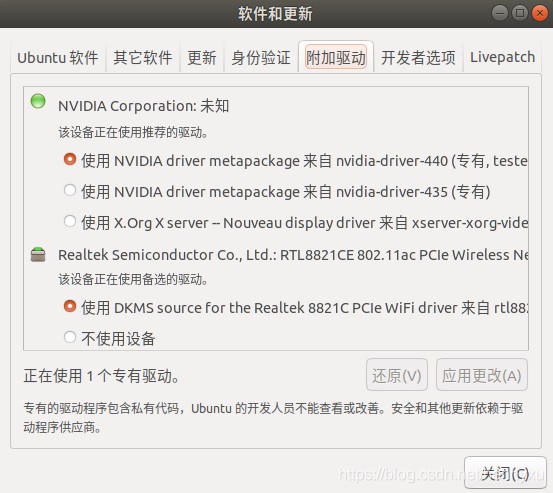 软件和更新
Ubuntu 软件 其它软件 更新 身份验证 附加驱动 开发者选项 Livepatch
NVIDIA Corporation: 未知
该设备正在使用推荐的驱动。
使用 NVIDIA driver metapackage 来自 nvidia-driver-440 (专有, teste
使用 NVIDIA driver metapackage 来自 nvidia-driver-435 (专有)
使用 X.Org X server -- Nouveau display driver 来自 xserver-xorg-vide
Realtek Semiconductor Co., Ltd.: RTL8821CE 802.11ac PCIe Wireless Ne
该设备正在使用备选的驱动。
使用 DKMS source for the Realtek 8821C PCIe WiFi driver 来自 rtl882
不使用设备
正在使用 1 个专有驱动。 还原(V) 应用更改(A)
专有的驱动程序包含私有代码，Ubuntu 的开发人员不能查看或改善。安全和其他更新依赖于驱
动程序供应商。
关闭(C)